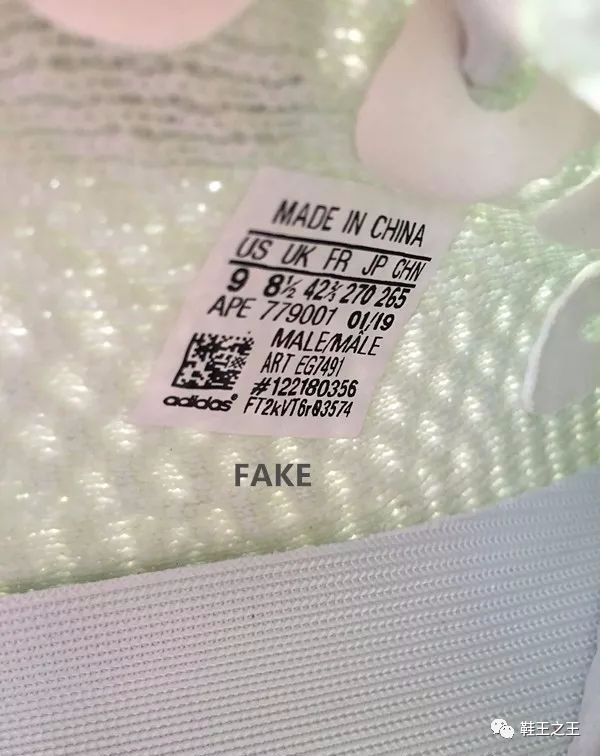 MADE IN CHINA
US UK FR JP CHN
9 8½ 42⅔ 270 265
APE 779001 01/19
MALE/MÂLE
ART EG7491
#122180356
adidas® FT2kVT6r03574
FAKE
鞋王之王